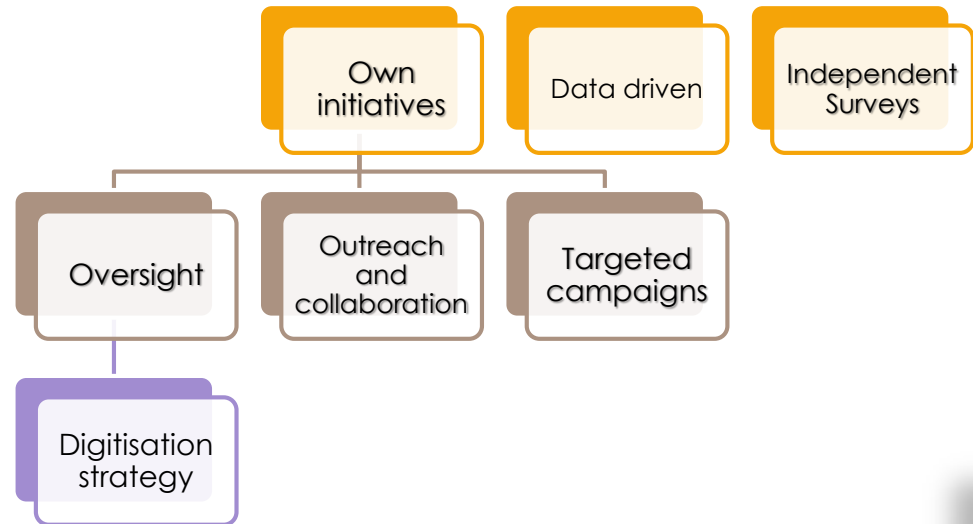 Own
initiatives
Data driven
Independent
Surveys
Oversight
Outreach
and
collaboration
Targeted
campaigns
Digitisation
strategy